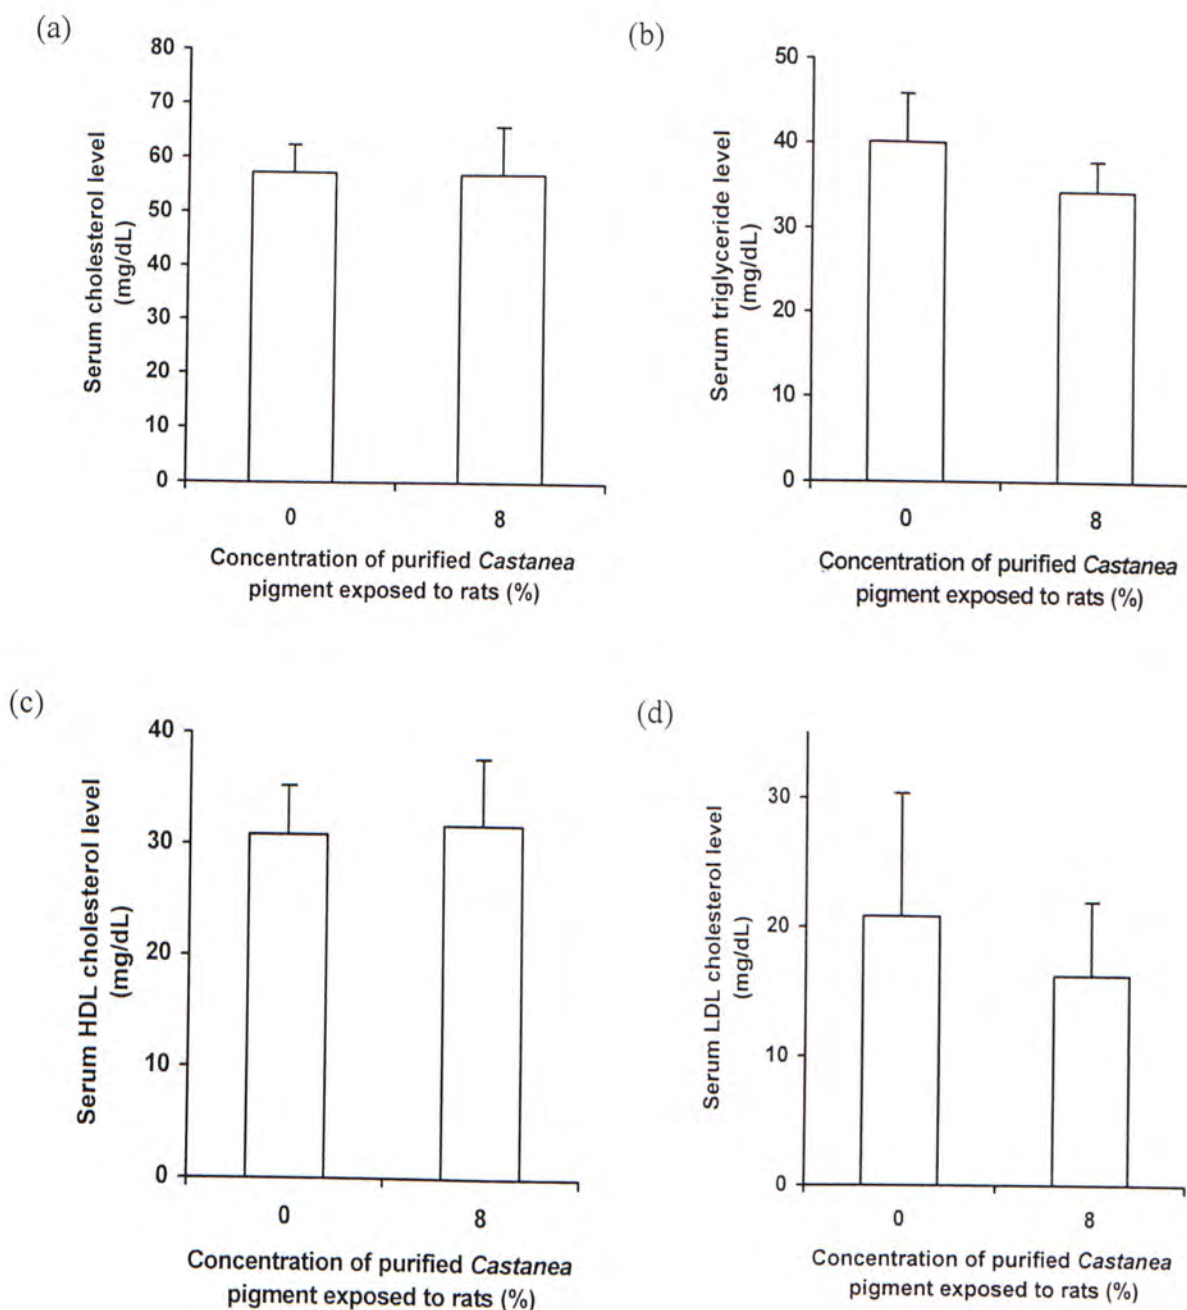 (a)
80
70
60
50
40
30
20
10
0
Serum cholesterol level
(mg/dL)
0
8
Concentration of purified Castanea
pigment exposed to rats (%)
(b)
50
40
30
20
10
0
Serum triglyceride level
(mg/dL)
0
8
Concentration of purified Castanea
pigment exposed to rats (%)
(c)
40
30
20
10
0
Serum HDL cholesterol level
(mg/dL)
0
8
Concentration of purified Castanea
pigment exposed to rats (%)
(d)
30
20
10
0
Serum LDL cholesterol level
(mg/dL)
0
8
Concentration of purified Castanea
pigment exposed to rats (%)